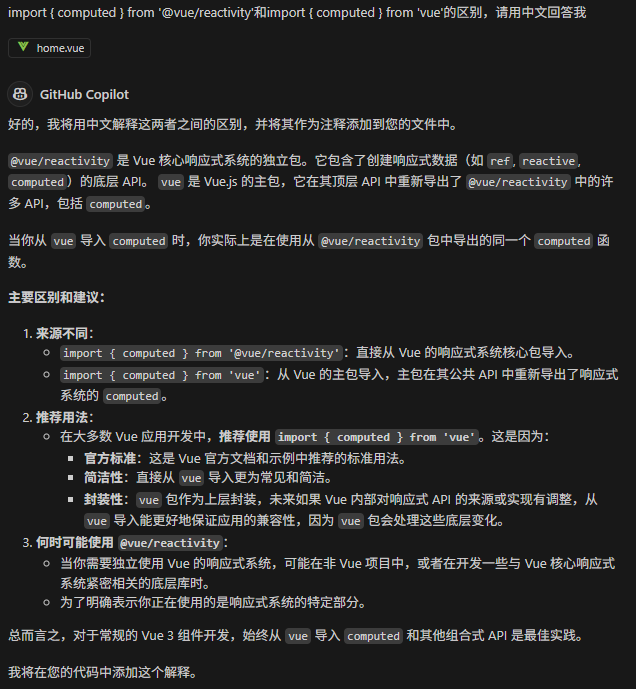 import { computed } from '@vue/reactivity'和import { computed } from 'vue'的区别，请用中文回答我
home.vue
GitHub Copilot
好的，我将用中文解释这两者之间的区别，并将其作为注释添加到您的文件中。
@vue/reactivity 是 Vue 核心响应式系统的独立包。它包含了创建响应式数据（如 ref, reactive,
computed）的底层 API。 vue 是 Vue.js 的主包，它在其顶层 API 中重新导出了 @vue/reactivity 中的许
多 API，包括 computed。
当你从 vue 导入 computed 时，你实际上是在使用从 @vue/reactivity 包中导出的同一个 computed 函
数。
主要区别和建议：
1. 来源不同：
import { computed } from '@vue/reactivity'：直接从 Vue 的响应式系统核心包导入。
import { computed } from 'vue'：从 Vue 的主包导入，主包在其公共 API 中重新导出了响应式
系统的 computed。
2. 推荐用法：
在大多数 Vue 应用开发中，推荐使用 import { computed } from 'vue'。这是因为：
官方标准：这是 Vue 官方文档和示例中推荐的标准用法。
简洁性：直接从 vue 导入更为常见和简洁。
封装性：vue 包作为上层封装，未来如果 Vue 内部对响应式 API 的来源或实现有调整，从
vue 导入能更好地保证应用的兼容性，因为 vue 包会处理这些底层变化。
3. 何时可能使用 @vue/reactivity：
当你需要独立使用 Vue 的响应式系统，可能在非 Vue 项目中，或者在开发一些与 Vue 核心响应式
系统紧密相关的底层库时。
为了明确表示你正在使用的是响应式系统的特定部分。
总而言之，对于常规的 Vue 3 组件开发，始终从 vue 导入 computed 和其他组合式 API 是最佳实践。
我将在您的代码中添加这个解释。